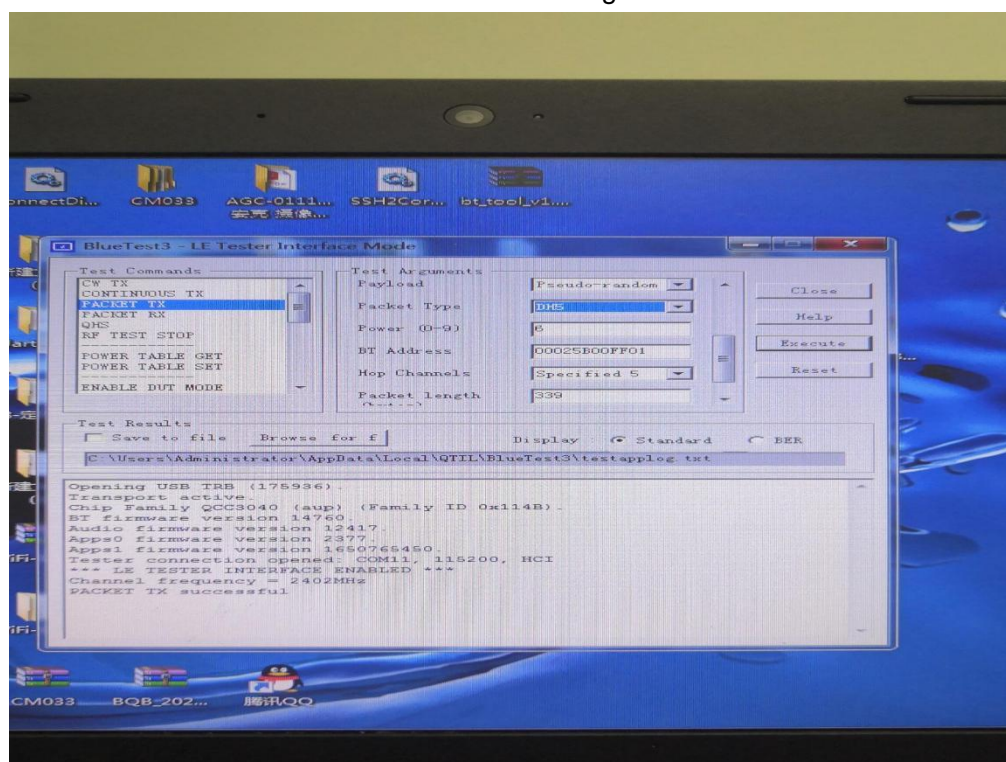 CM033
AGC-0111...
SSH2Cor...
bt_tool_v1....
BlueTest3 - LE Tester Interface Mode
Test Commands
CW TX
CONTINUOUS TX
PACKET TX
PACKET RX
QHS
RF TEST STOP
POWER TABLE GET
POWER TABLE SET
ENABLE DUT MODE
Test Arguments
Payload
Pseudo-random
Packet Type
DH5
Power (0-9)
6
BT Address
00025B00FF01
Hop Channels
Specified 5
Packet length
339
Close
Help
Execute
Reset
Test Results
Save to file
Browse for f
Display
Standard
BER
C:\Users\Administrator\AppData\Local\QTIL\BlueTest3\testapplog.txt
Opening USB TRB (175936).
Transport active.
Chip Family QCC3040 (aup) (Family ID 0x114B).
BT firmware version 14760.
Audio firmware version 12417.
Apps0 firmware version 2377.
Apps1 firmware version 1650765450.
Tester connection opened: COM11, 115200, HCI
*** LE TESTER INTERFACE ENABLED ***
Channel frequency = 2402MHz
PACKET TX successful
CM033
BQB_202...
腾讯QQ